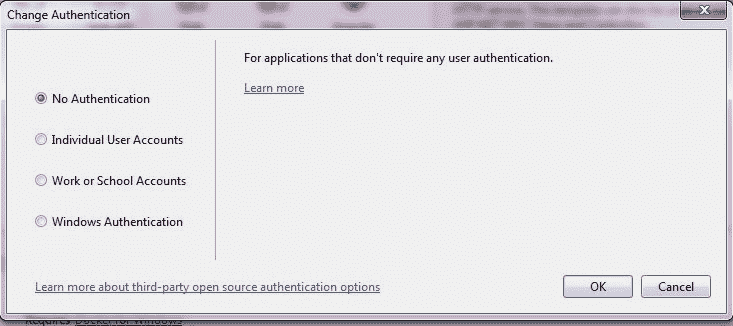 Change Authentication
For applications that don't require any user authentication.
Learn more
No Authentication
Individual User Accounts
Work or School Accounts
Windows Authentication
Learn more about third-party open source authentication options
OK
Cancel
Requires Docker for Windows